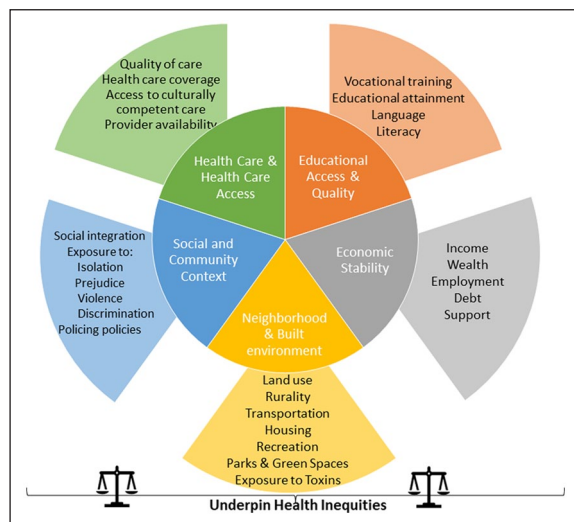 Quality of care
Health care coverage
Access to culturally
competent care
Provider availability
Vocational training
Educational attainment
Language
Literacy
Health Care &
Health Care
Access
Educational
Access &
Quality
Social integration
Exposure to:
Isolation
Prejudice
Violence
Discrimination
Policing policies
Social and
Community
Context
Economic
Stability
Income
Wealth
Employment
Debt
Support
Neighborhood
& Built
environment
Land use
Rurality
Transportation
Housing
Recreation
Parks & Green Spaces
Exposure to Toxins
Underpin Health Inequities